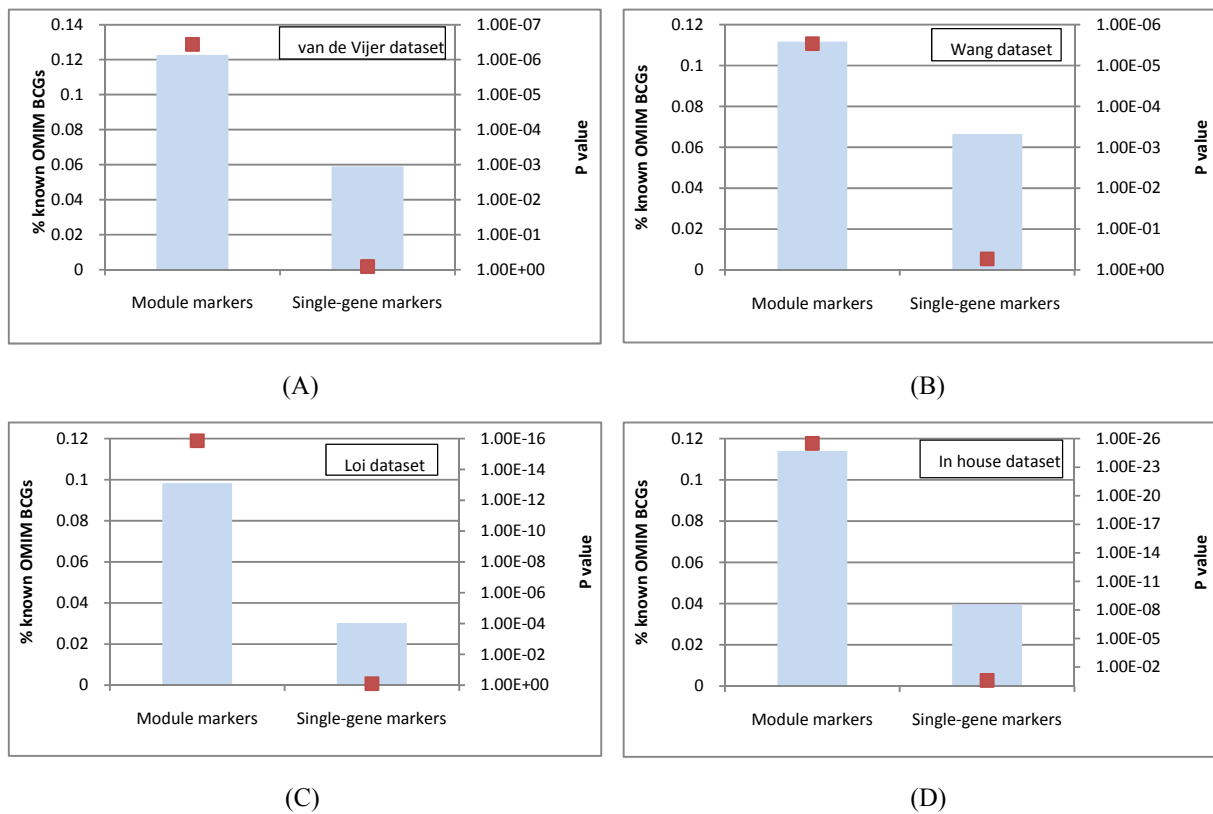 van de Vijer dataset
% known OMIM BCGs
0.14
0.12
0.1
0.08
0.06
0.04
0.02
0
1.00E-07
1.00E-06
1.00E-05
1.00E-04
1.00E-03
1.00E-02
1.00E-01
1.00E+00
P value
Module markers Single-gene markers
(A)
Wang dataset
% known OMIM BCGs
0.12
0.1
0.08
0.06
0.04
0.02
0
1.00E-06
1.00E-05
1.00E-04
1.00E-03
1.00E-02
1.00E-01
1.00E+00
P value
Module markers Single-gene markers
(B)
Loi dataset
% known OMIM BCGs
0.12
0.1
0.08
0.06
0.04
0.02
0
1.00E-16
1.00E-14
1.00E-12
1.00E-10
1.00E-08
1.00E-06
1.00E-04
1.00E-02
1.00E+00
P value
Module markers Single-gene markers
(C)
In house dataset
% known OMIM BCGs
0.12
0.1
0.08
0.06
0.04
0.02
0
1.00E-26
1.00E-23
1.00E-20
1.00E-17
1.00E-14
1.00E-11
1.00E-08
1.00E-05
1.00E-02
P value
Module markers Single-gene markers
(D)